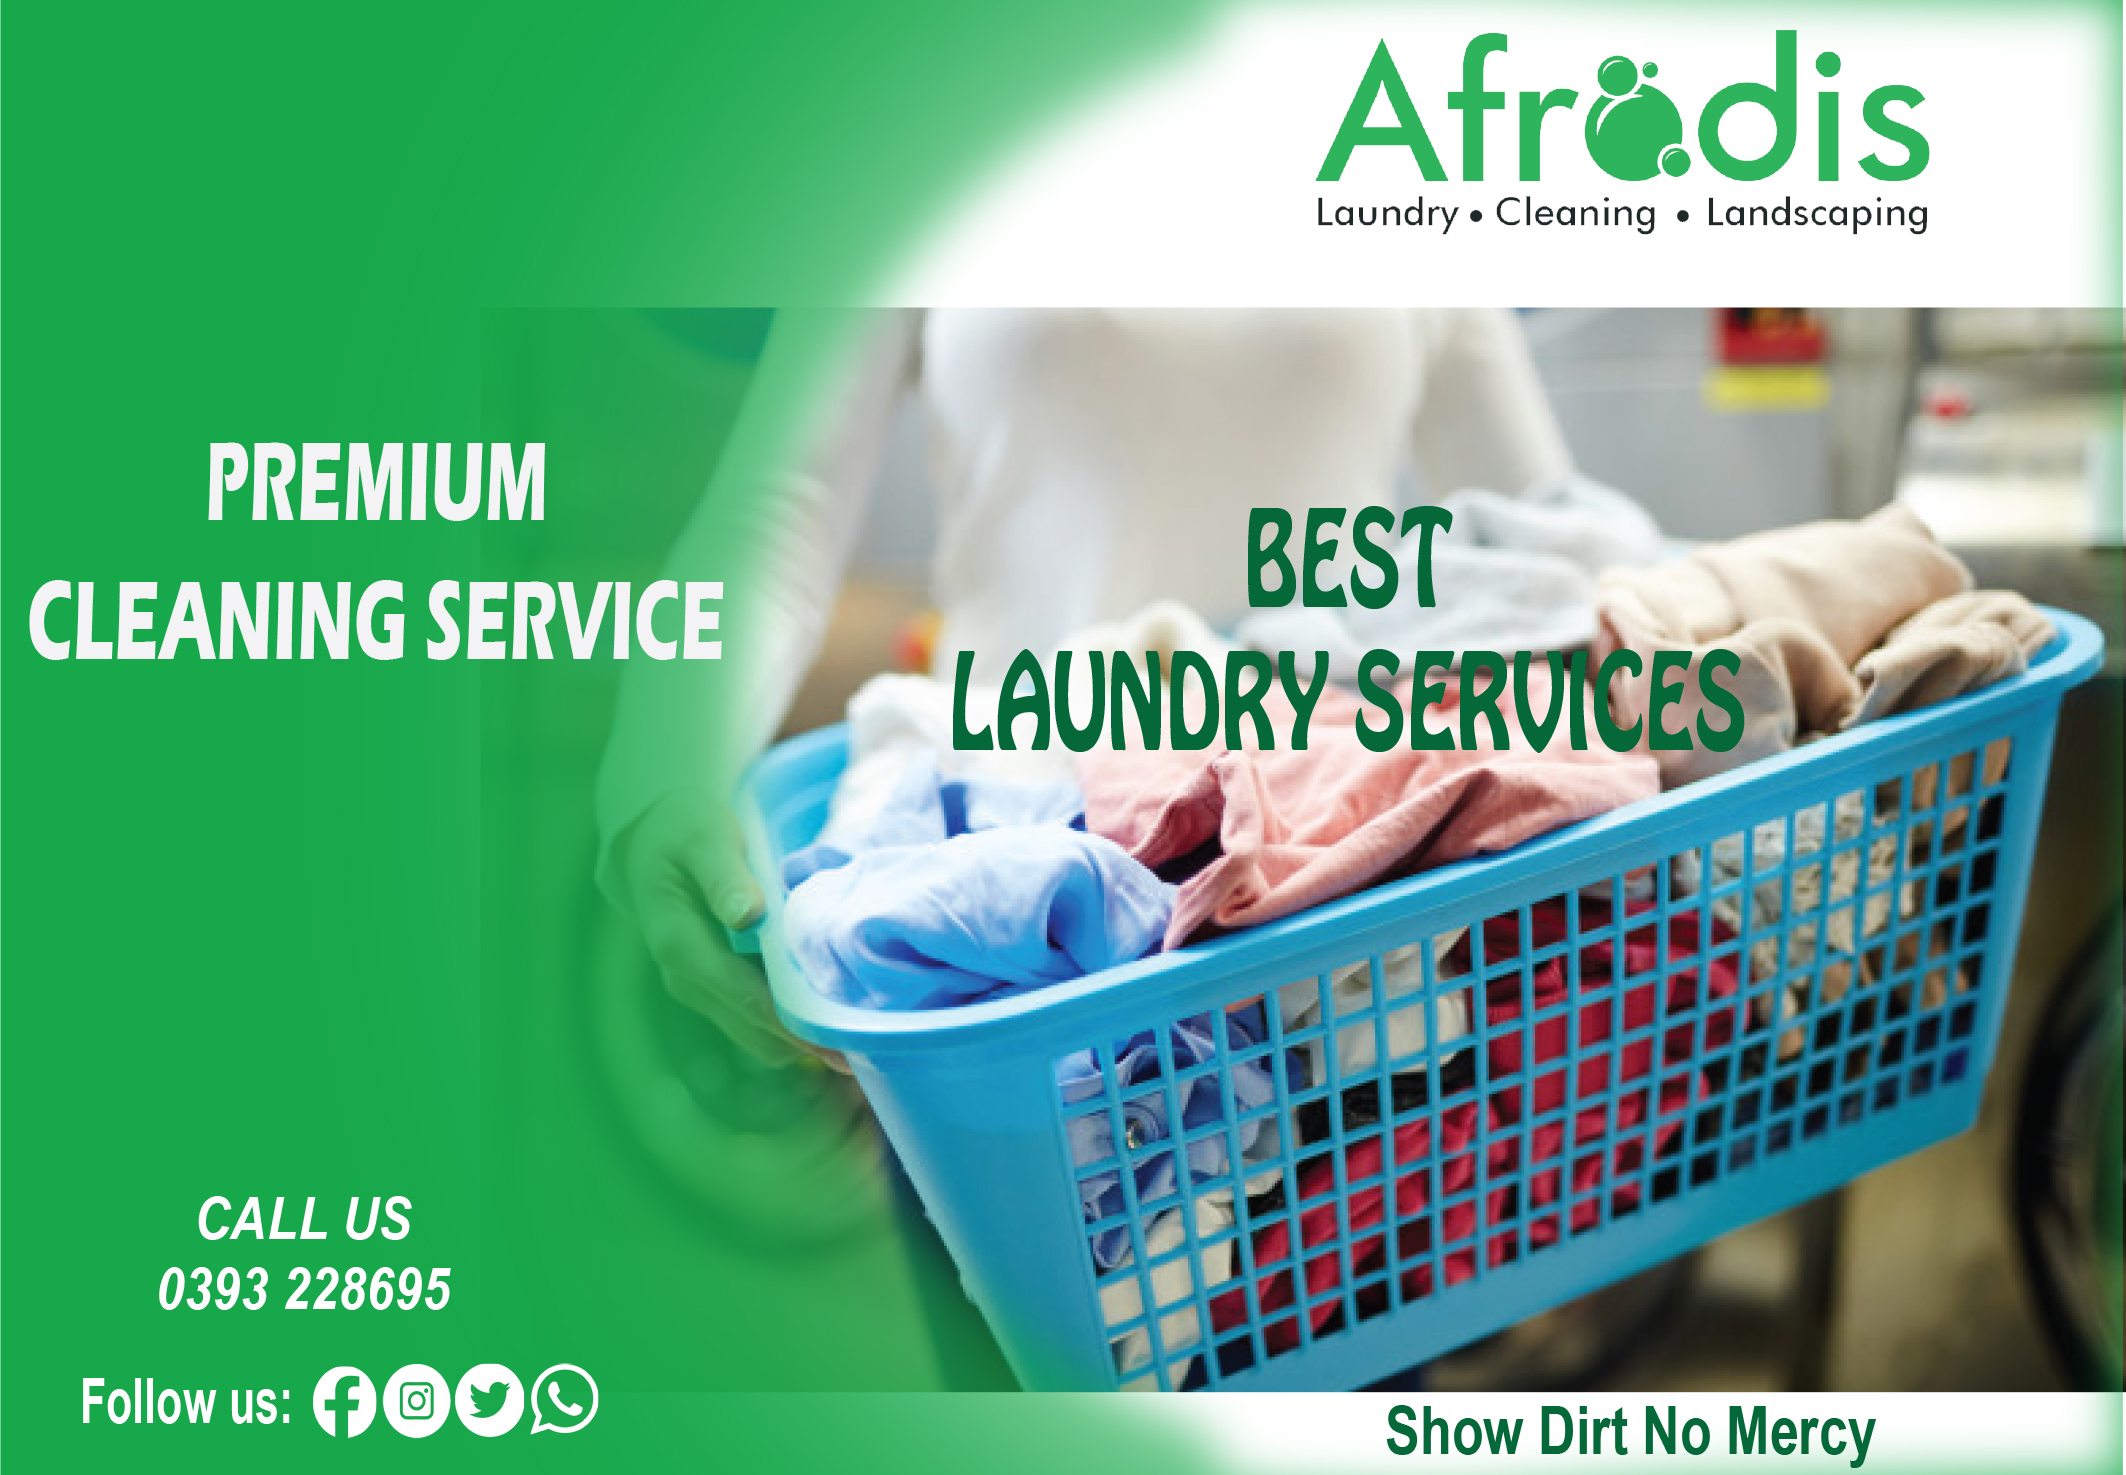 Afrodis
Laundry • Cleaning • Landscaping
PREMIUM
CLEANING SERVICE
BEST
LAUNDRY SERVICES
CALL US
0393 228695
Follow us:
Show Dirt No Mercy